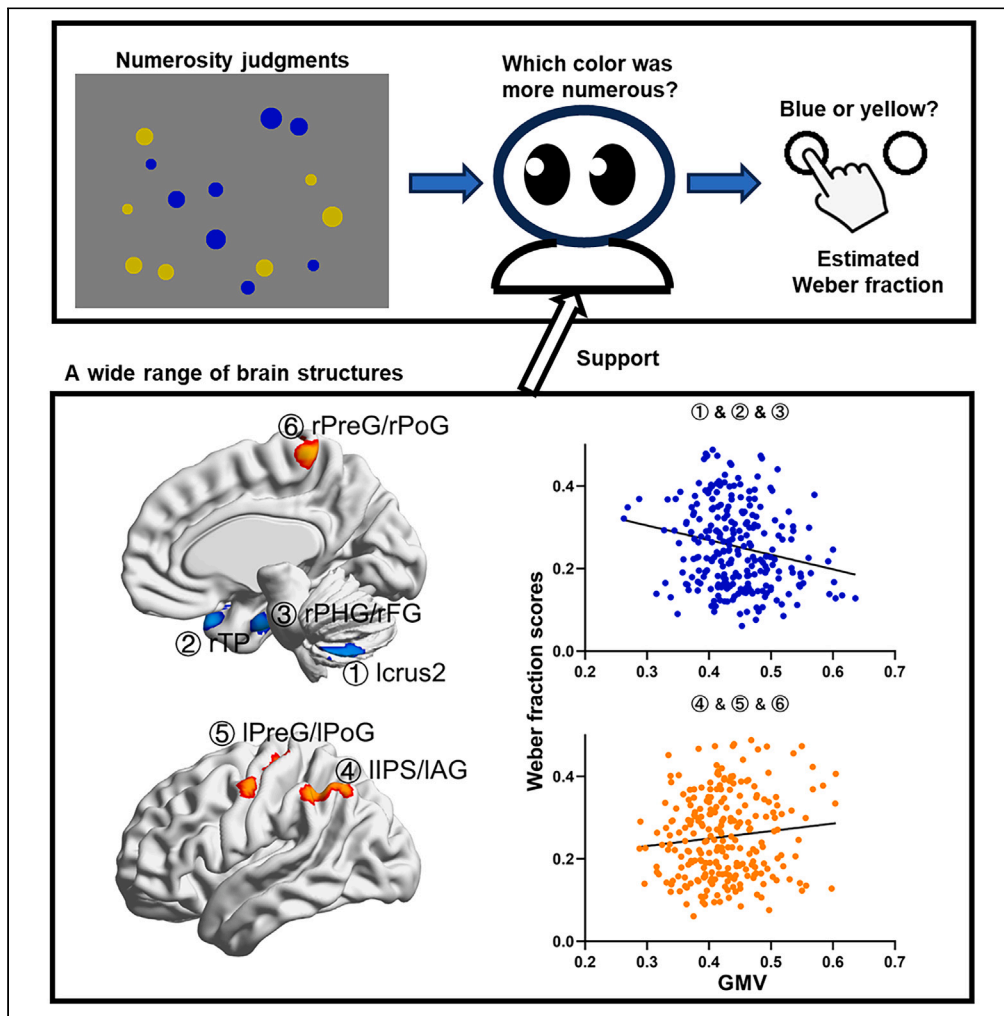 Numerosity judgments
Which color was
more numerous?
Blue or yellow?
Estimated
Weber fraction
Support
A wide range of brain structures
⑥ rPreG/rPoG
③ rPHG/rFG
② rTP
① lcrus2
⑤ lPreG/lPoG
④ lIPS/lAG
① & ② & ③
0.4
0.2
0.0
0.2 0.3 0.4 0.5 0.6 0.7
Weber fraction scores
④ & ⑤ & ⑥
0.4
0.2
0.0
0.2 0.3 0.4 0.5 0.6 0.7
GMV